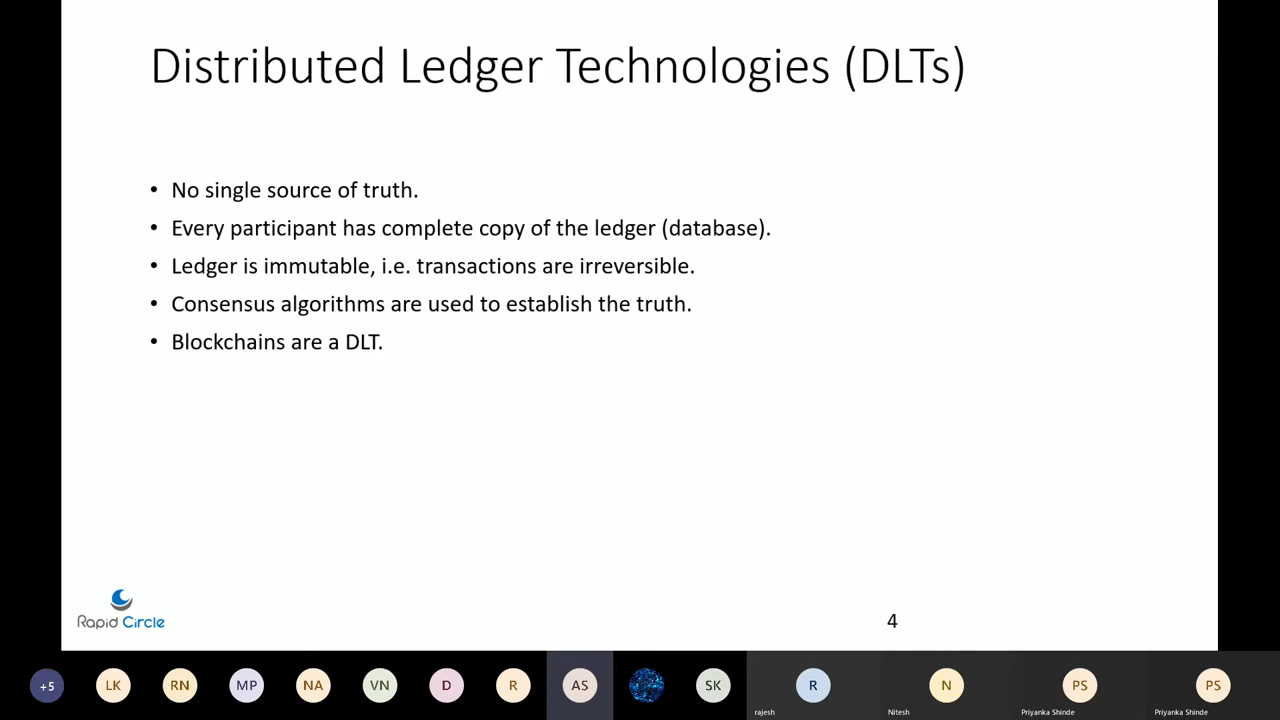 Distributed Ledger Technologies (DLTs)
• No single source of truth.
• Every participant has complete copy of the ledger (database).
• Ledger is immutable, i.e. transactions are irreversible.
• Consensus algorithms are used to establish the truth.
• Blockchains are a DLT.
Rapid Circle
4
+5 LK RN MP NA VN D R AS SK R N PS PS
rajesh Nitesh Priyanka Shinde Priyanka Shinde